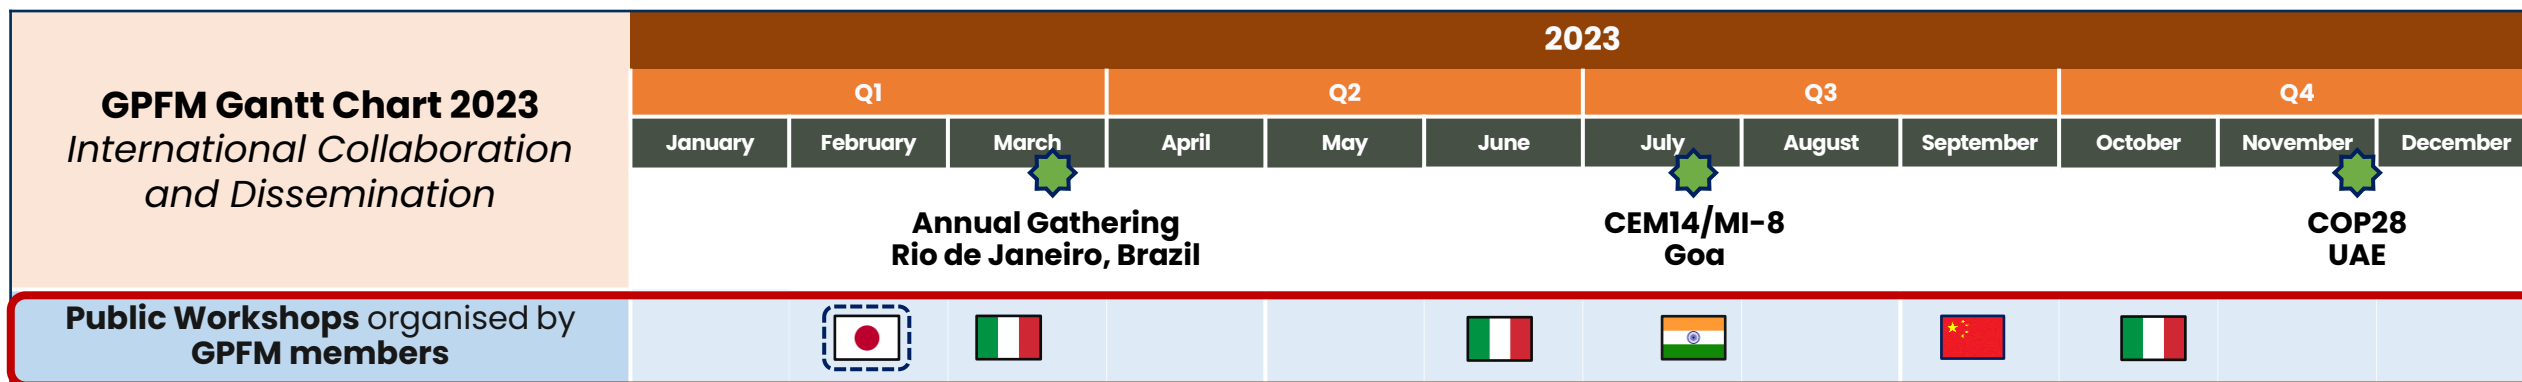 GPFM Gantt Chart 2023
International Collaboration
and Dissemination
2023
Q1 Q2 Q3 Q4
January February March April May June July August September October November December
Annual Gathering
Rio de Janeiro, Brazil
CEM14/MI-8
Goa
COP28
UAE
Public Workshops organised by
GPFM members